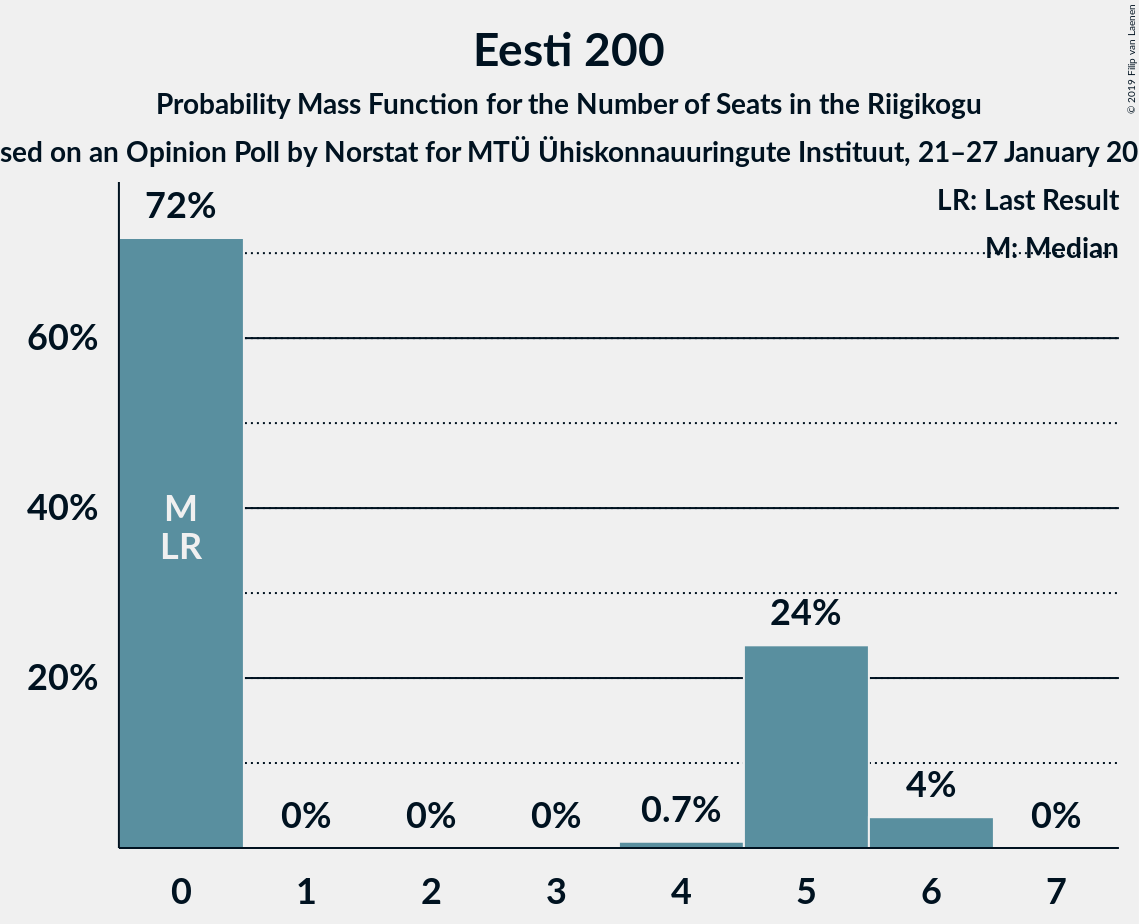 Eesti 200
Probability Mass Function for the Number of Seats in the Riigikogu
sed on an Opinion Poll by Norstat for MTÜ Ühiskonnauuringute Instituut, 21–27 January 20
© 2019 Filip van Laenen
LR: Last Result
M: Median
72%
60%
40%
20%
M
LR
0%
0%
0%
0.7%
24%
4%
0%
0
1
2
3
4
5
6
7